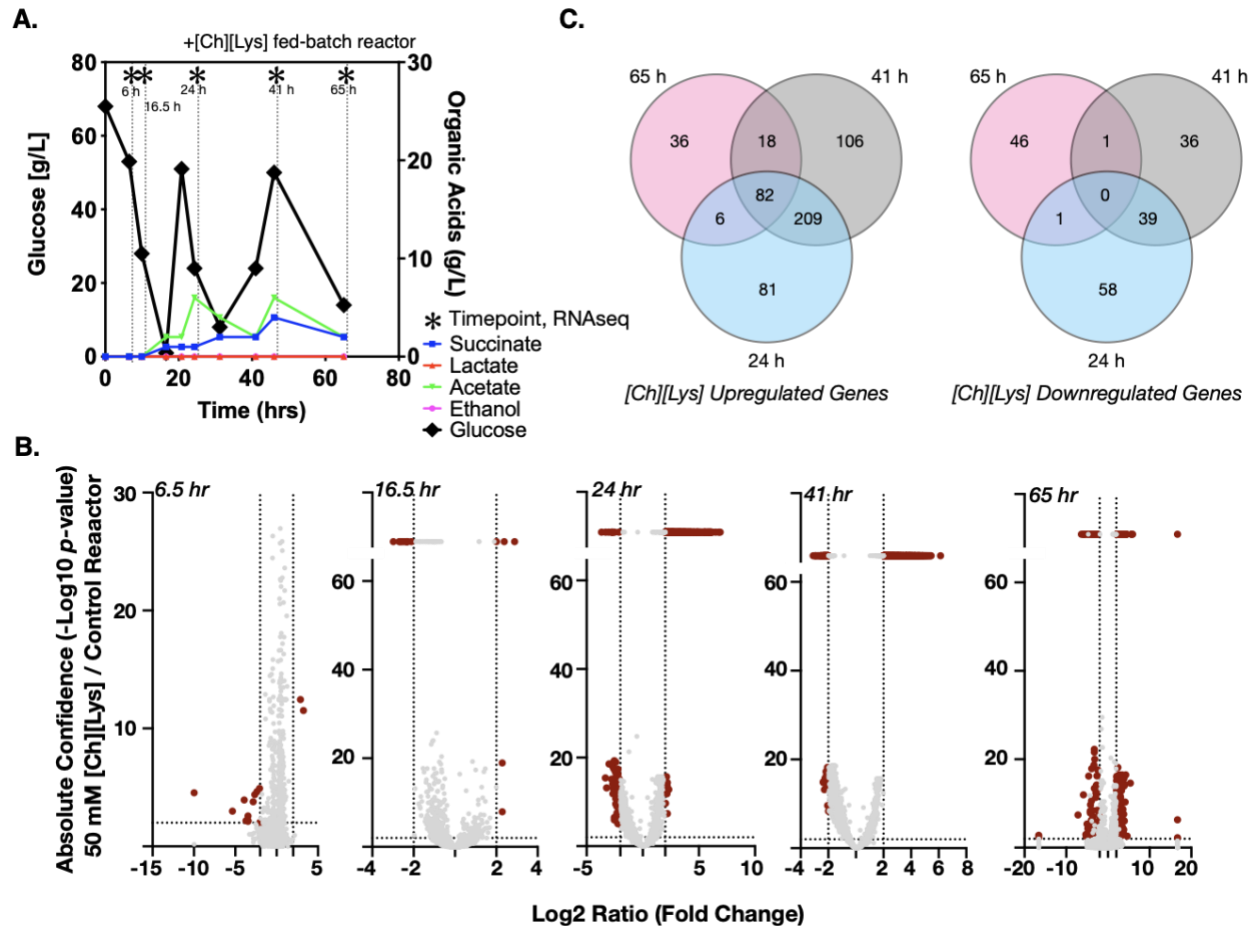 A.
+[Ch][Lys] fed-batch reactor
80
60
40
20
0
Glucose [g/L]
6 h
16.5 h
24 h
41 h
65 h
30
20
10
0
Organic Acids (g/L)
0 20 40 60 80
Time (hrs)
* Timepoint, RNAseq
Succinate
Lactate
Acetate
Ethanol
Glucose
C.
65 h
41 h
36
18
106
82
6
209
81
24 h
[Ch][Lys] Upregulated Genes
65 h
41 h
46
1
36
0
1
39
58
24 h
[Ch][Lys] Downregulated Genes
B.
Absolute Confidence (-Log10 p-value)
50 mM [Ch][Lys] / Control Reaactor
6.5 hr
30
20
10
-15 -10 -5 0 5
16.5 hr
60
40
20
-4 -2 0 2 4
24 hr
60
40
20
-5 0 5 10
41 hr
60
40
20
-4 -2 0 2 4 6 8
65 hr
60
40
20
-20 -10 0 10 20
Log2 Ratio (Fold Change)